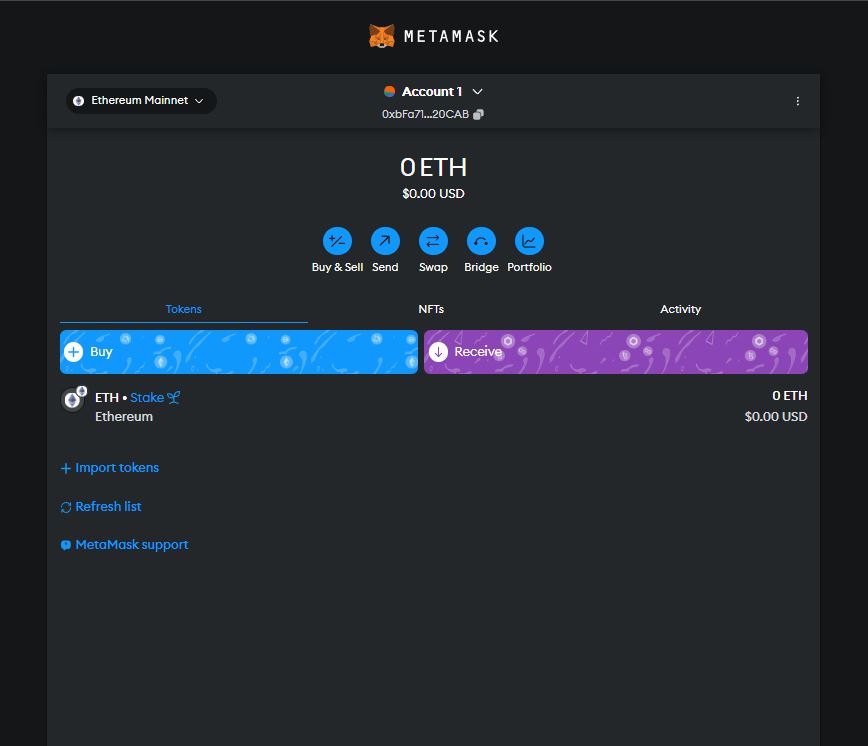 METAMASK
Ethereum Mainnet
Account 1
0xbFa71...20CAB
0 ETH
$0.00 USD
Buy & Sell Send Swap Bridge Portfolio
Tokens NFTs Activity
Buy Receive
ETH • Stake 0 ETH
Ethereum $0.00 USD
Import tokens
Refresh list
MetaMask support